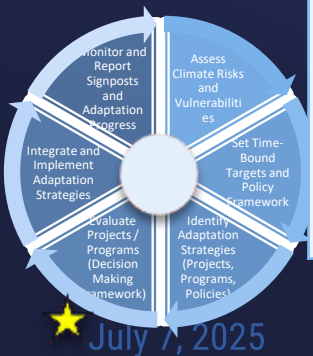 Assess
Climate Risks
and
Vulnerabiliti
es
Set Time-
Bound
Targets and
Policy
Framework
Identify
Adaptation
Strategies
(Projects,
Programs,
Policies)
Evaluate
Projects /
Programs
(Decision
Making
Framework)
Integrate and
Implement
Adaptation
Strategies
Monitor and
Report
Signposts
and
Adaptation
Progress
July 7, 2025